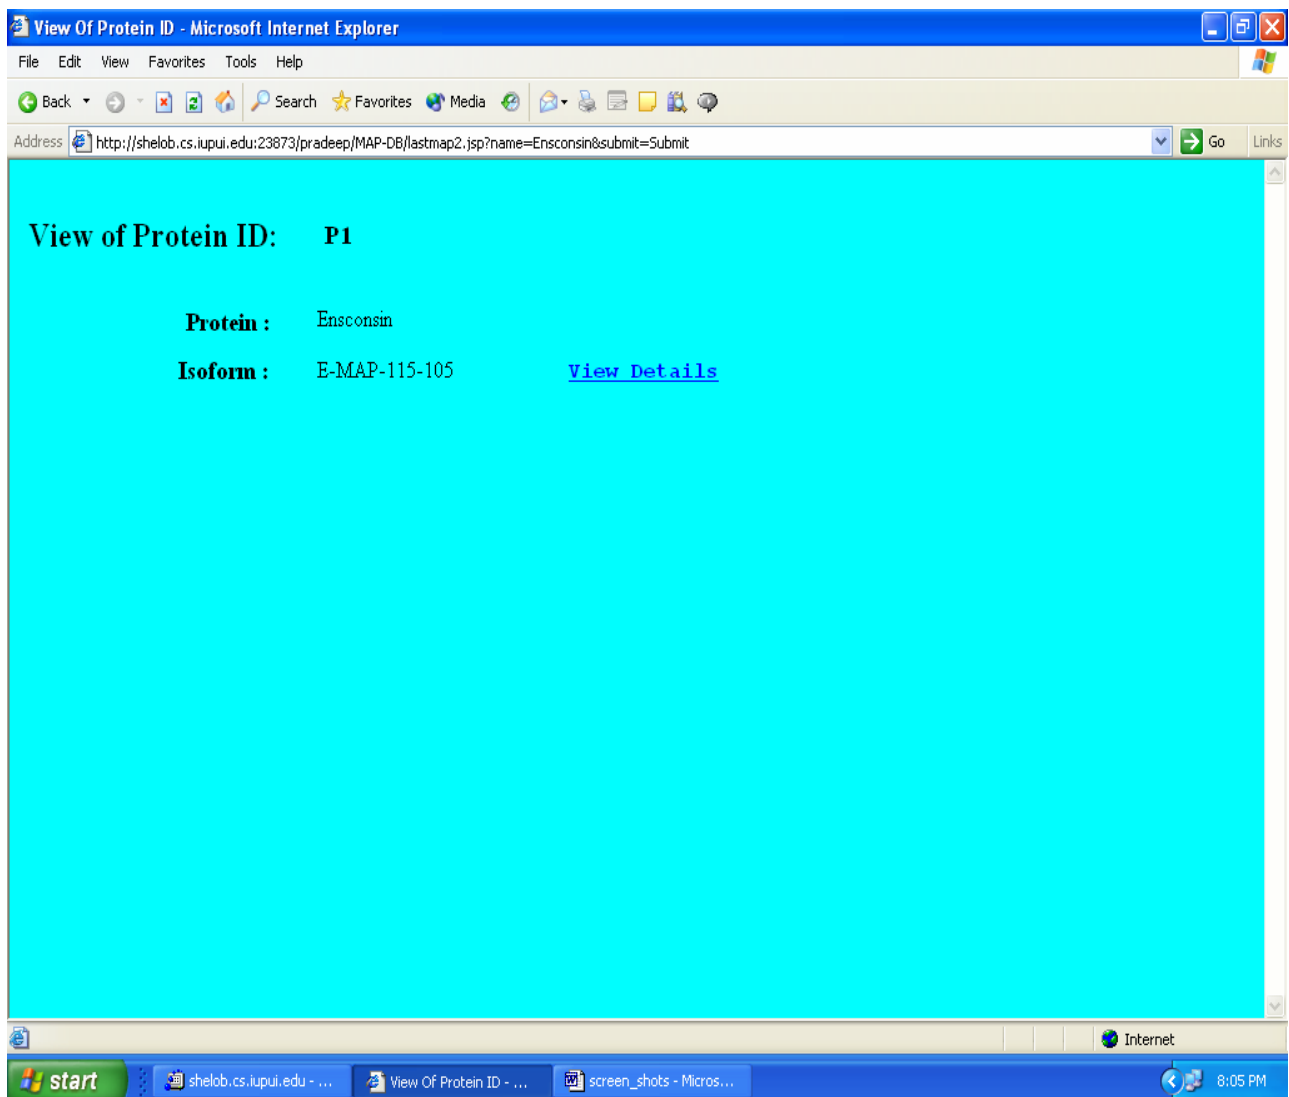 View Of Protein ID - Microsoft Internet Explorer
File Edit View Favorites Tools Help
Back Search Favorites Media
Address http://shelob.cs.iupui.edu:23873/pradeep/MAP-DB/lastmap2.jsp?name=Ensconsin&submit=Submit Go Links
View of Protein ID: P1
Protein : Ensconsin
Isoform : E-MAP-115-105 View Details
Internet
start shelob.cs.iupui.edu - ... View Of Protein ID - ... screen_shots - Micros... 8:05 PM